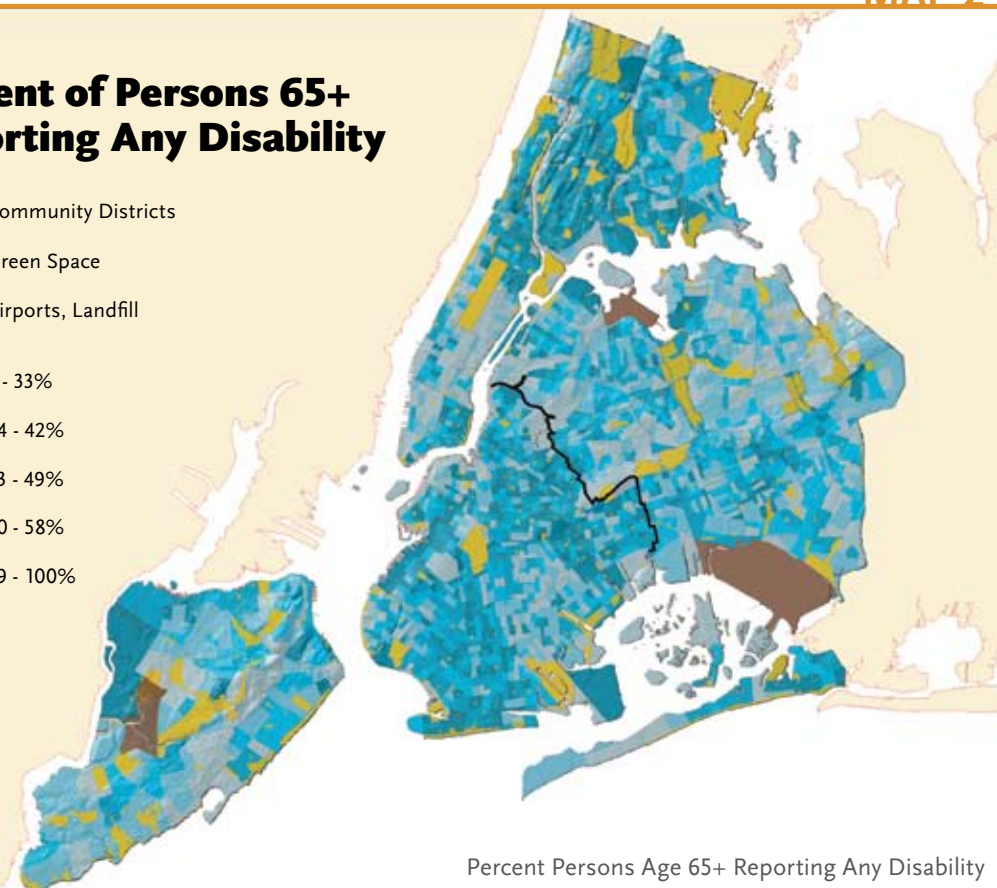 ent of Persons 65+
orting Any Disability
ommunity Districts
reen Space
irports, Landfill
- 33%
4 - 42%
3 - 49%
0 - 58%
9 - 100%
Percent Persons Age 65+ Reporting Any Disability